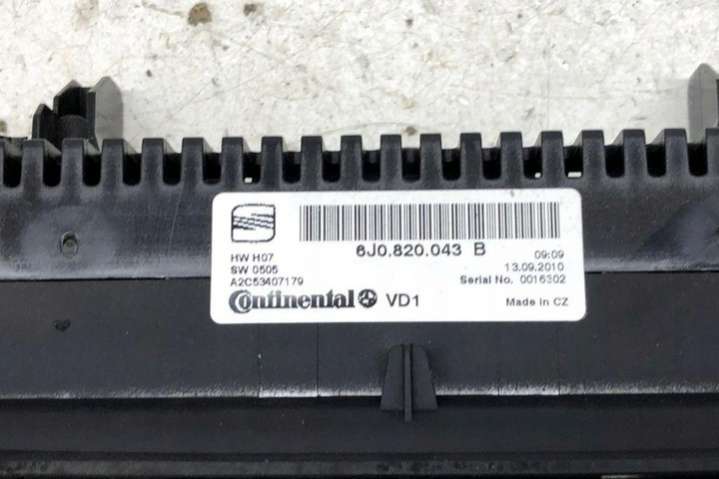 6J0.820.043 B
HW H07
09:09
SW 0505
13.09.2010
A2C53407179
Serial No. 0016302
Continental VD1
Made in CZ